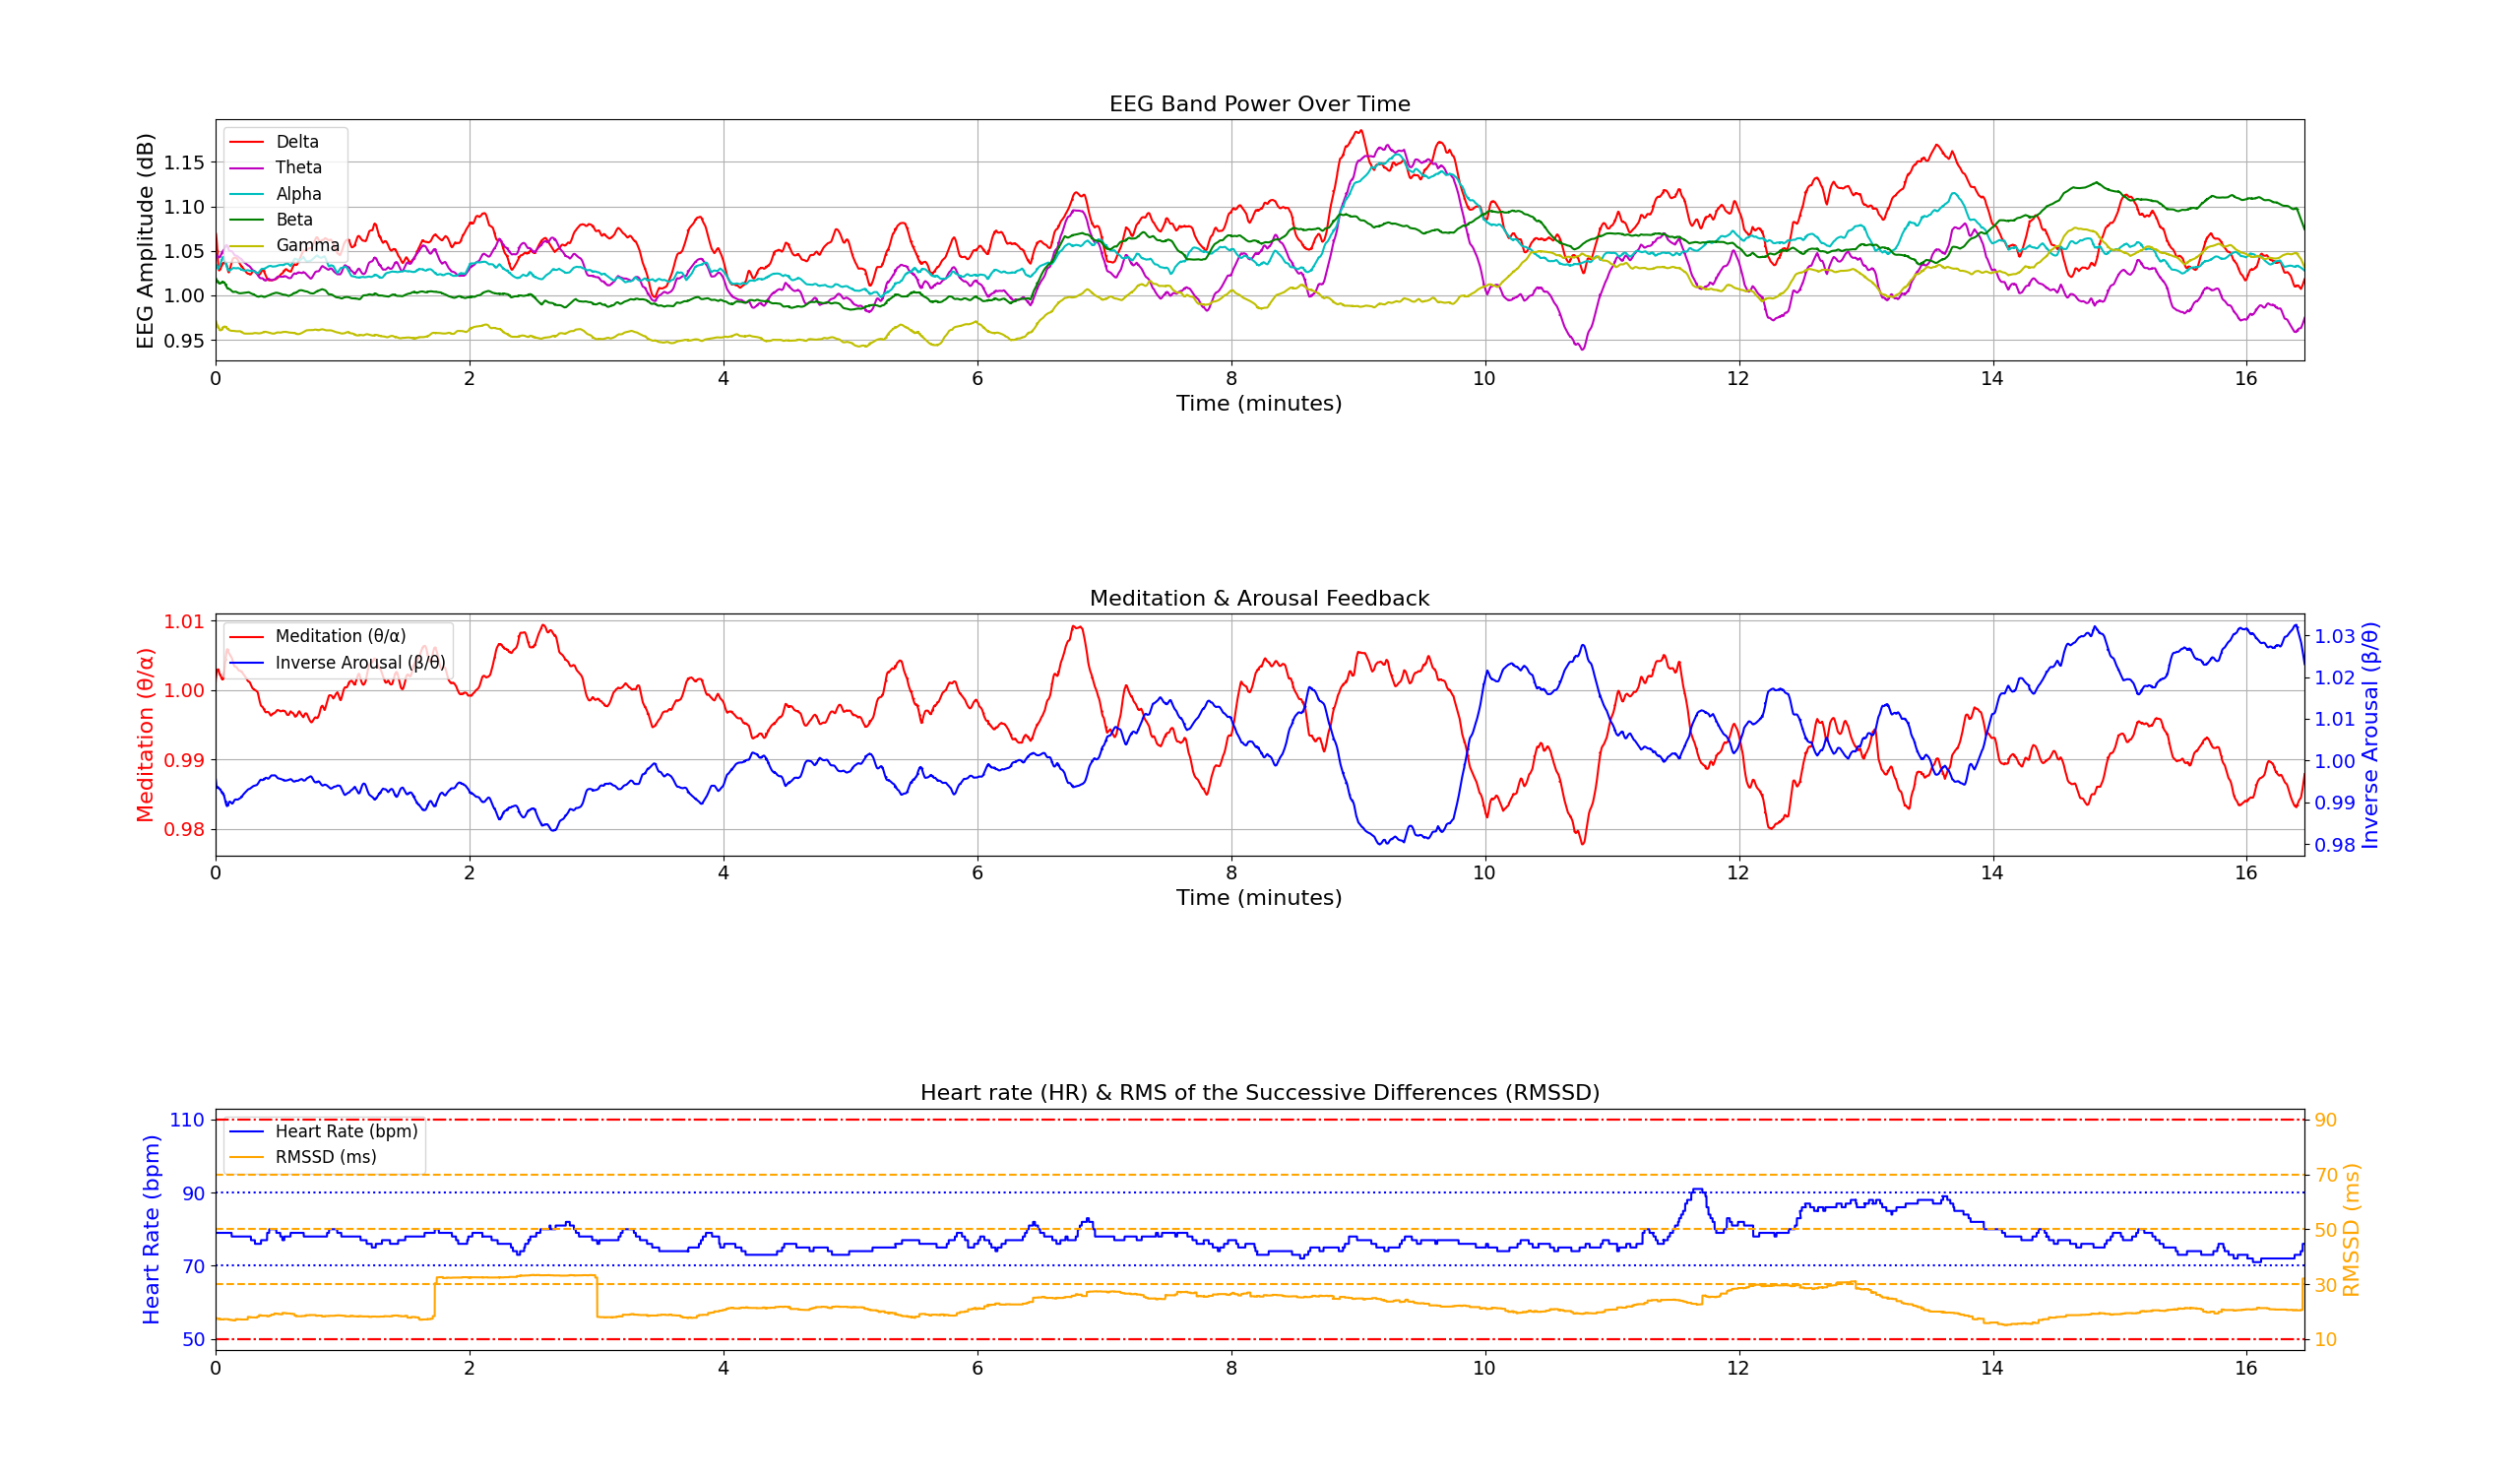 EEG Band Power Over Time
EEG Amplitude (dB)
1.15
1.10
1.05
1.00
0.95
Delta
Theta
Alpha
Beta
Gamma
0 2 4 6 8 10 12 14 16
Time (minutes)
Meditation & Arousal Feedback
Meditation (θ/α)
1.01
1.00
0.99
0.98
Meditation (θ/α)
Inverse Arousal (β/θ)
1.03
1.02
1.01
1.00
0.99
0.98
Inverse Arousal (β/θ)
0 2 4 6 8 10 12 14 16
Time (minutes)
Heart rate (HR) & RMS of the Successive Differences (RMSSD)
Heart Rate (bpm)
110
90
70
50
Heart Rate (bpm)
RMSSD (ms)
90
70
50
30
10
RMSSD (ms)
0 2 4 6 8 10 12 14 16